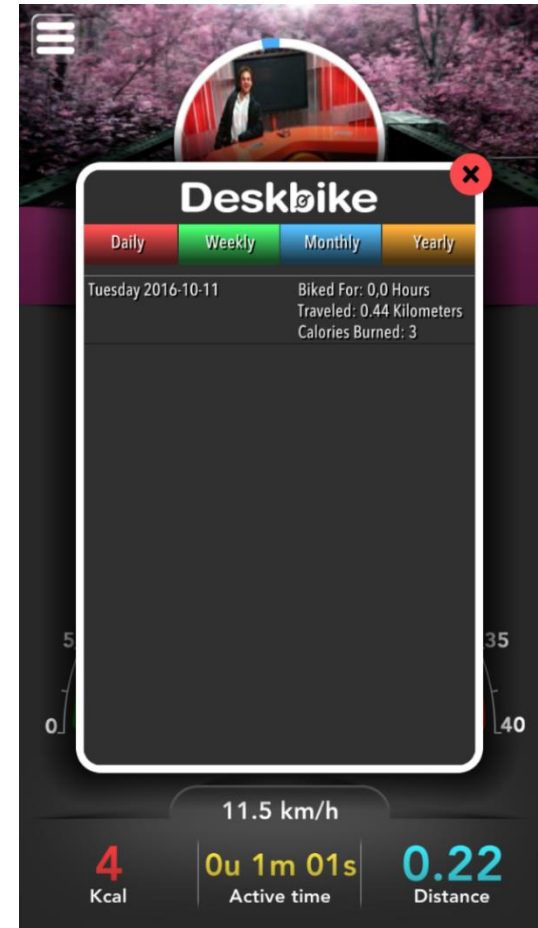 Deskbike
Daily Weekly Monthly Yearly
Tuesday 2016-10-11 Biked For: 0,0 Hours
Traveled: 0.44 Kilometers
Calories Burned: 3
5 35
0 40
11.5 km/h
4 0u 1m 01s 0.22
Kcal Active time Distance